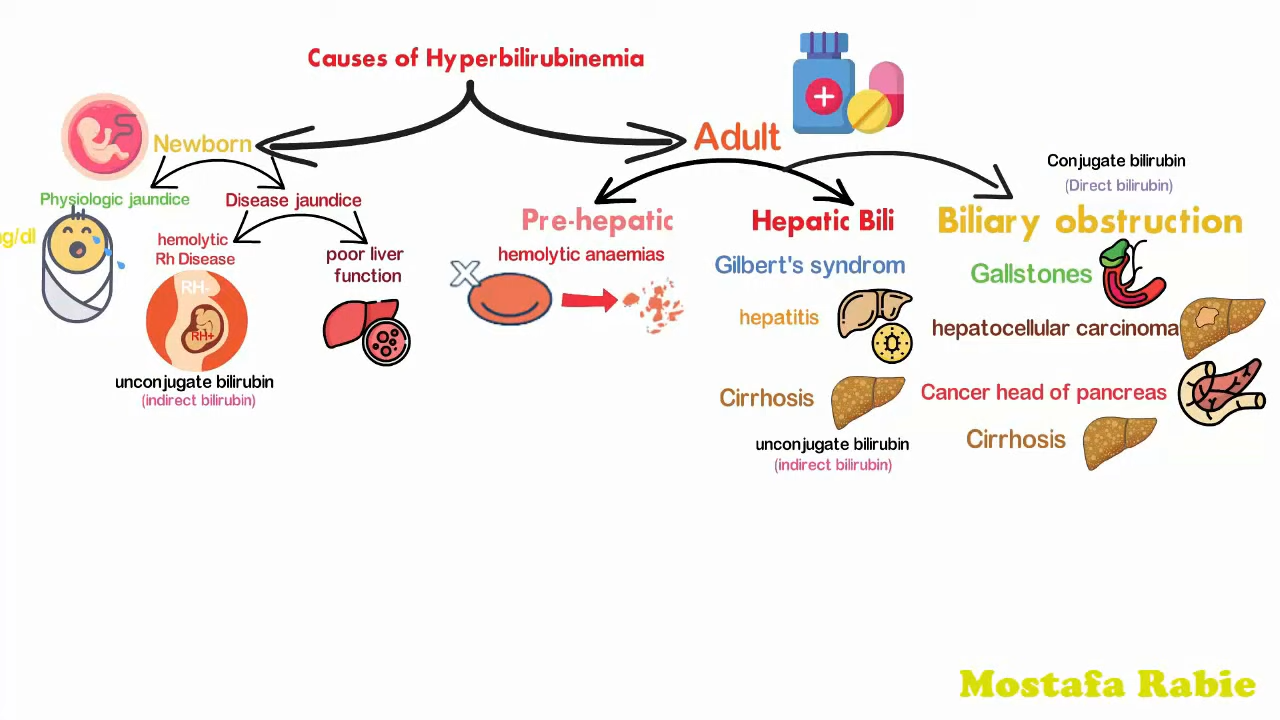 Causes of Hyperbilirubinemia
Newborn
Physiologic jaundice
g/dl
Disease jaundice
hemolytic
Rh Disease
RH-
RH+
unconjugate bilirubin
(indirect bilirubin)
poor liver
function
Adult
Pre-hepatic
hemolytic anaemias
X
Hepatic Bili
Gilbert's syndrom
hepatitis
Cirrhosis
unconjugate bilirubin
(indirect bilirubin)
Conjugate bilirubin
(Direct bilirubin)
Biliary obstruction
Gallstones
hepatocellular carcinoma
Cancer head of pancreas
Cirrhosis
Mostafa Rabie